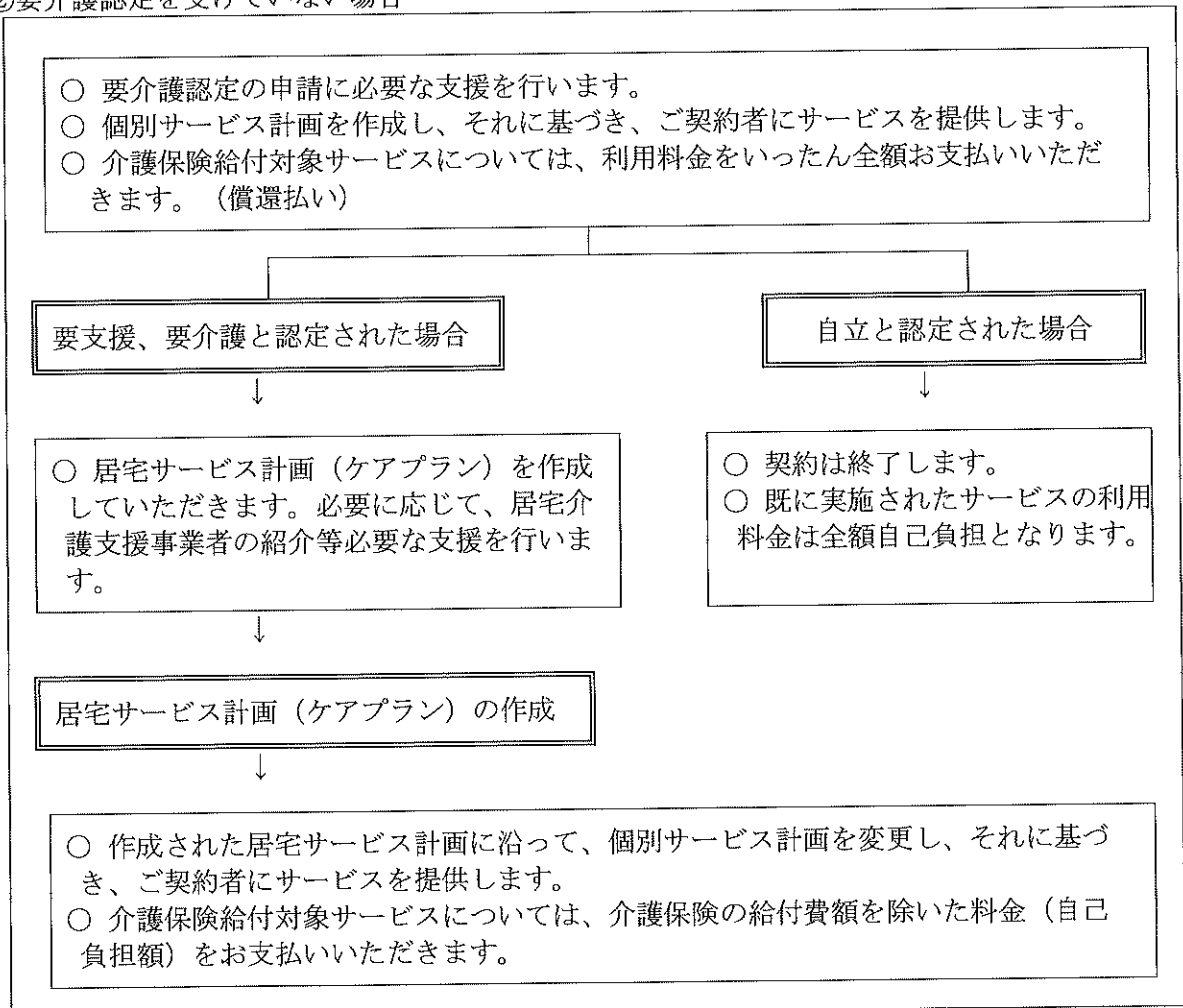 要介護認定を受けていない場合
○ 要介護認定の申請に必要な支援を行います。
○ 個別サービス計画を作成し、それに基づき、ご契約者にサービスを提供します。
○ 介護保険給付対象サービスについては、利用料金をいったん全額お支払いいただ
きます。（償還払い）
要支援、要介護と認定された場合
自立と認定された場合
↓
↓
○ 居宅サービス計画（ケアプラン）を作成
していただきます。必要に応じて、居宅介
護支援事業者の紹介等必要な支援を行いま
す。
○ 契約は終了します。
○ 既に実施されたサービスの利用
料金は全額自己負担となります。
↓
居宅サービス計画（ケアプラン）の作成
↓
○ 作成された居宅サービス計画に沿って、個別サービス計画を変更し、それに基づ
き、ご契約者にサービスを提供します。
○ 介護保険給付対象サービスについては、介護保険の給付費額を除いた料金（自己
負担額）をお支払いいただきます。